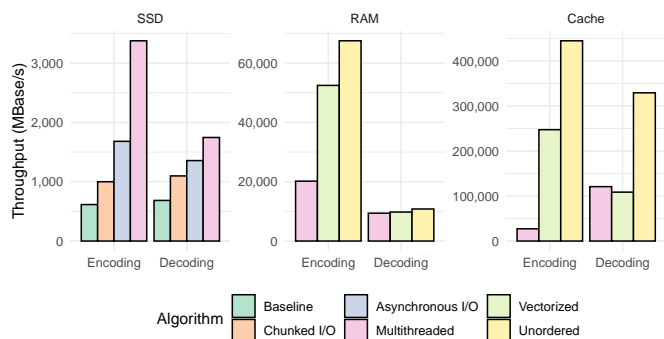 SSD RAM Cache
Throughput (MBase/s)
3,000
2,000
1,000
0
60,000
40,000
20,000
0
400,000
300,000
200,000
100,000
0
Encoding Decoding Encoding Decoding Encoding Decoding
Algorithm
Baseline Asynchronous I/O Vectorized
Chunked I/O Multithreaded Unordered